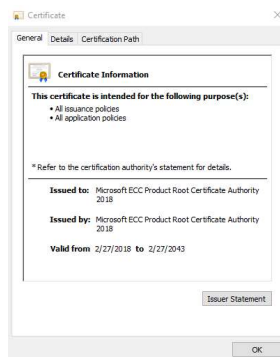 Certificate
General Details Certification Path
Certificate Information
This certificate is intended for the following purpose(s):
• All issuance policies
• All application policies
* Refer to the certification authority's statement for details.
Issued to: Microsoft ECC Product Root Certificate Authority
2018
Issued by: Microsoft ECC Product Root Certificate Authority
2018
Valid from 2/27/2018 to 2/27/2043
Issuer Statement
OK